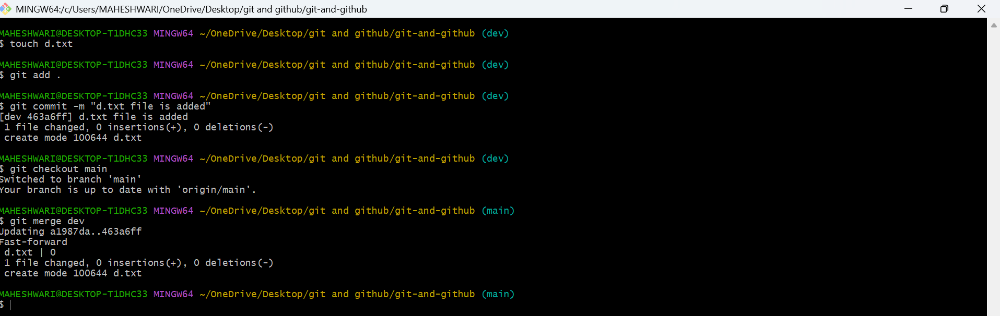 MINGW64:/c/Users/MAHESHWARI/OneDrive/Desktop/git and github/git-and-github
MAHESHWARI@DESKTOP-T1DHC33 MINGW64 ~/OneDrive/Desktop/git and github/git-and-github (dev)
$ touch d.txt
MAHESHWARI@DESKTOP-T1DHC33 MINGW64 ~/OneDrive/Desktop/git and github/git-and-github (dev)
$ git add .
MAHESHWARI@DESKTOP-T1DHC33 MINGW64 ~/OneDrive/Desktop/git and github/git-and-github (dev)
$ git commit -m "d.txt file is added"
[dev 463a6ff] d.txt file is added
 1 file changed, 0 insertions(+), 0 deletions(-)
 create mode 100644 d.txt
MAHESHWARI@DESKTOP-T1DHC33 MINGW64 ~/OneDrive/Desktop/git and github/git-and-github (dev)
$ git checkout main
Switched to branch 'main'
Your branch is up to date with 'origin/main'.
MAHESHWARI@DESKTOP-T1DHC33 MINGW64 ~/OneDrive/Desktop/git and github/git-and-github (main)
$ git merge dev
Updating a1987da..463a6ff
Fast-forward
 d.txt | 0
 1 file changed, 0 insertions(+), 0 deletions(-)
 create mode 100644 d.txt
MAHESHWARI@DESKTOP-T1DHC33 MINGW64 ~/OneDrive/Desktop/git and github/git-and-github (main)
$